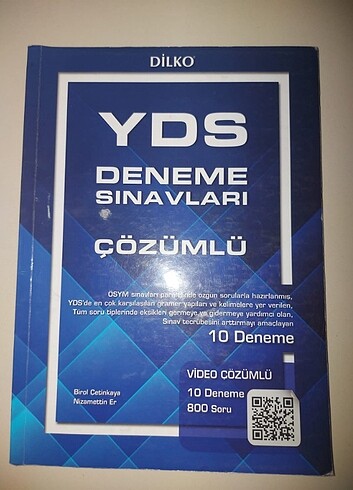 DİLKO
YDS
DENEME
SINAVLARI
ÇÖZÜMLÜ
ÖSYM sınavları paralelinde özgün sorularla hazırlanmış,
YDS'de en çok karşılaşılan gramer yapıları ve kelimelere yer verilen,
Tüm soru tiplerinde eksikleri görmeye ve gidermeye yardımcı olan,
Sınav tecrübesini arttırmayı amaçlayan
10 Deneme
VİDEO ÇÖZÜMLÜ
10 Deneme
800 Soru
Birol Cetinkaya
Nizamettin Er